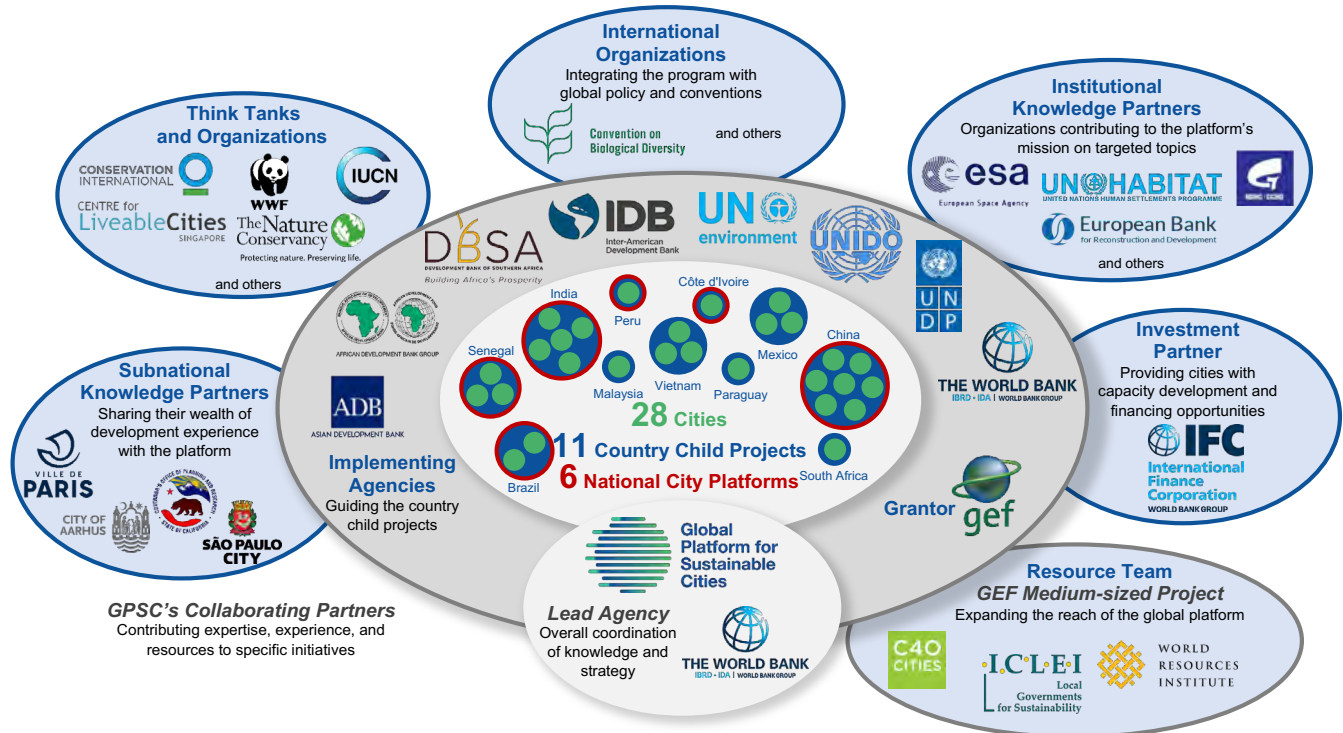 International
Organizations
Integrating the program with
global policy and conventions
Convention on
Biological Diversity
and others
Think Tanks
and Organizations
CONSERVATION
INTERNATIONAL
WWF
IUCN
CENTRE for
LiveableCities
SINGAPORE
The Nature
Conservancy
Protecting nature. Preserving life.
and others
Institutional
Knowledge Partners
Organizations contributing to the platform's
mission on targeted topics
esa
European Space Agency
UN HABITAT
UNITED NATIONS HUMAN SETTLEMENTS PROGRAMME
European Bank
for Reconstruction and Development
and others
Subnational
Knowledge Partners
Sharing their wealth of
development experience
with the platform
VILLE DE
PARIS
CITY OF
AARHUS
GOVERNOR'S OFFICE OF PLANNING AND RESEARCH
STATE OF CALIFORNIA
SÃO PAULO
CITY
Investment
Partner
Providing cities with
capacity development and
financing opportunities
IFC
International
Finance
Corporation
WORLD BANK GROUP
DBSA
DEVELOPMENT BANK OF SOUTHERN AFRICA
Building Africa's Prosperity
IDB
Inter-American
Development Bank
UN
environment
UNIDO
U N
D P
AFRICAN DEVELOPMENT BANK GROUP
ADB
ASIAN DEVELOPMENT BANK
THE WORLD BANK
IBRD • IDA | WORLD BANK GROUP
Implementing
Agencies
Guiding the country
child projects
Grantor
gef
India
Peru
Côte d'Ivoire
Mexico
China
Senegal
Malaysia
Vietnam
Paraguay
Brazil
South Africa
28 Cities
11 Country Child Projects
6 National City Platforms
Global
Platform for
Sustainable
Cities
Lead Agency
Overall coordination
of knowledge and
strategy
THE WORLD BANK
IBRD • IDA | WORLD BANK GROUP
GPSC's Collaborating Partners
Contributing expertise, experience, and
resources to specific initiatives
Resource Team
GEF Medium-sized Project
Expanding the reach of the global platform
C40
CITIES
I.C.L.E.I
Local
Governments
for Sustainability
WORLD
RESOURCES
INSTITUTE